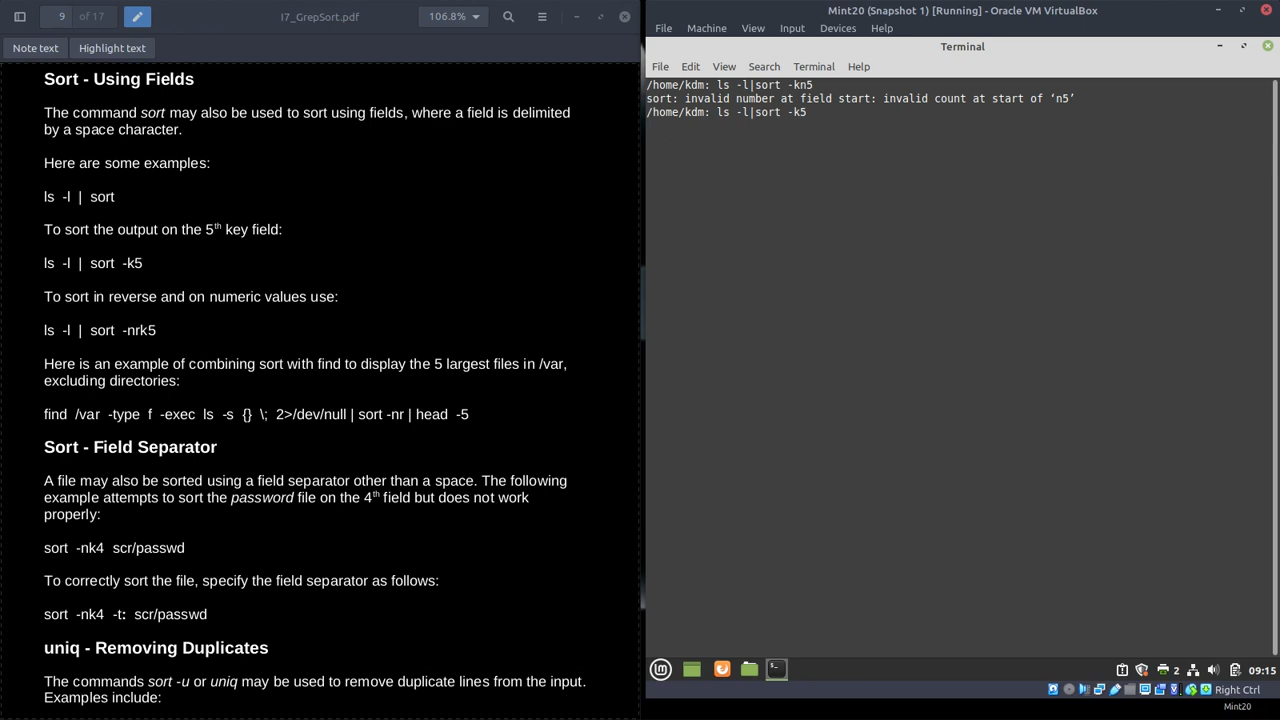 9 of 17
I7_GrepSort.pdf
106.8%
Note text
Highlight text
Sort - Using Fields
The command sort may also be used to sort using fields, where a field is delimited
by a space character.
Here are some examples:
ls -l | sort
To sort the output on the 5th key field:
ls -l | sort -k5
To sort in reverse and on numeric values use:
ls -l | sort -nrk5
Here is an example of combining sort with find to display the 5 largest files in /var,
excluding directories:
find /var -type f -exec ls -s {} \; 2>/dev/null | sort -nr | head -5
Sort - Field Separator
A file may also be sorted using a field separator other than a space. The following
example attempts to sort the password file on the 4th field but does not work
properly:
sort -nk4 scr/passwd
To correctly sort the file, specify the field separator as follows:
sort -nk4 -t: scr/passwd
uniq - Removing Duplicates
The commands sort -u or uniq may be used to remove duplicate lines from the input.
Examples include:
Mint20 (Snapshot 1) [Running] - Oracle VM VirtualBox
File Machine View Input Devices Help
Terminal
File Edit View Search Terminal Help
/home/kdm: ls -l|sort -kn5
sort: invalid number at field start: invalid count at start of ‘n5’
/home/kdm: ls -l|sort -k5
2 09:15
Right Ctrl
Mint20